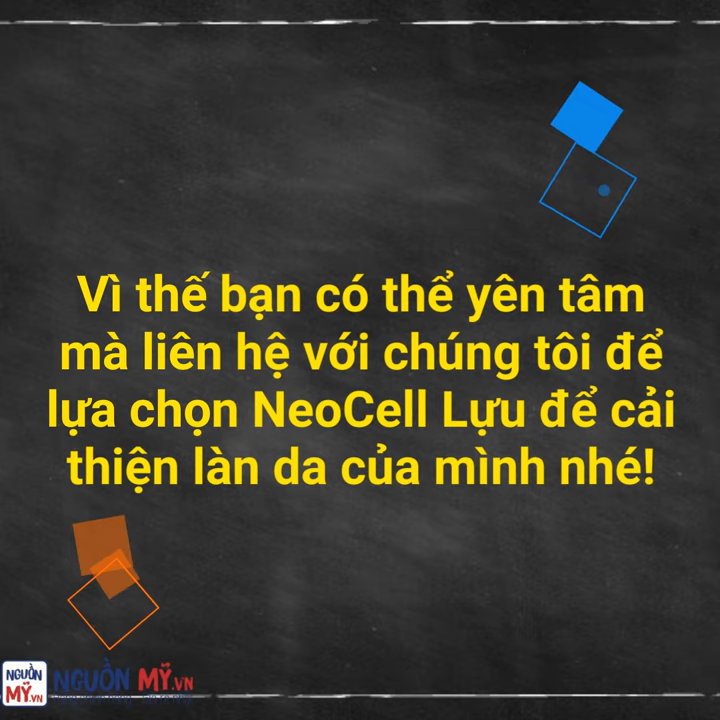 Vì thế bạn có thể yên tâm
mà liên hệ với chúng tôi để
lựa chọn NeoCell Lựu để cải
thiện làn da của mình nhé!
NGUỒN
MỸ.VN
NGUỒN MỸ.VN